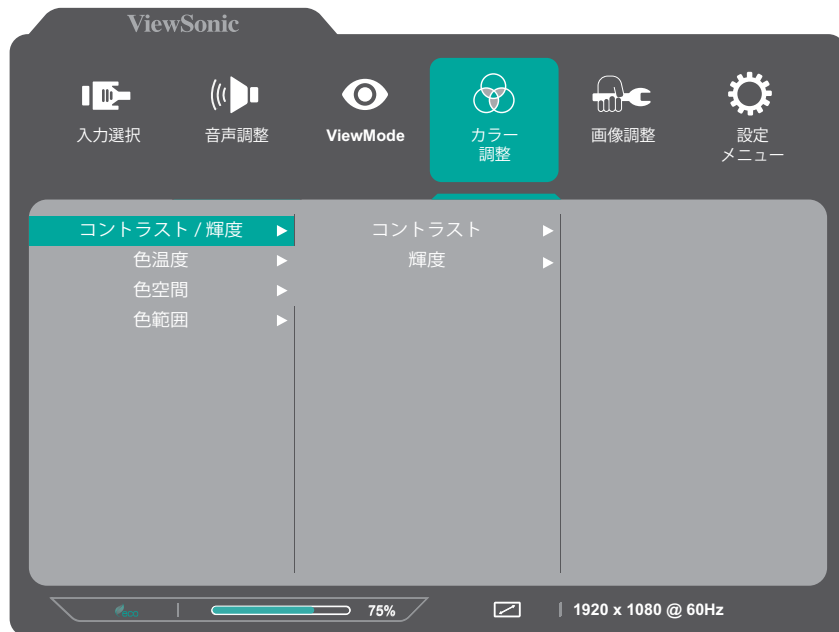 ViewSonic
入力選択
音声調整
ViewMode
カラー
調整
画像調整
設定
メニュー
コントラスト / 輝度
色温度
色空間
色範囲
コントラスト
輝度
eco
75%
1920 x 1080 @ 60Hz